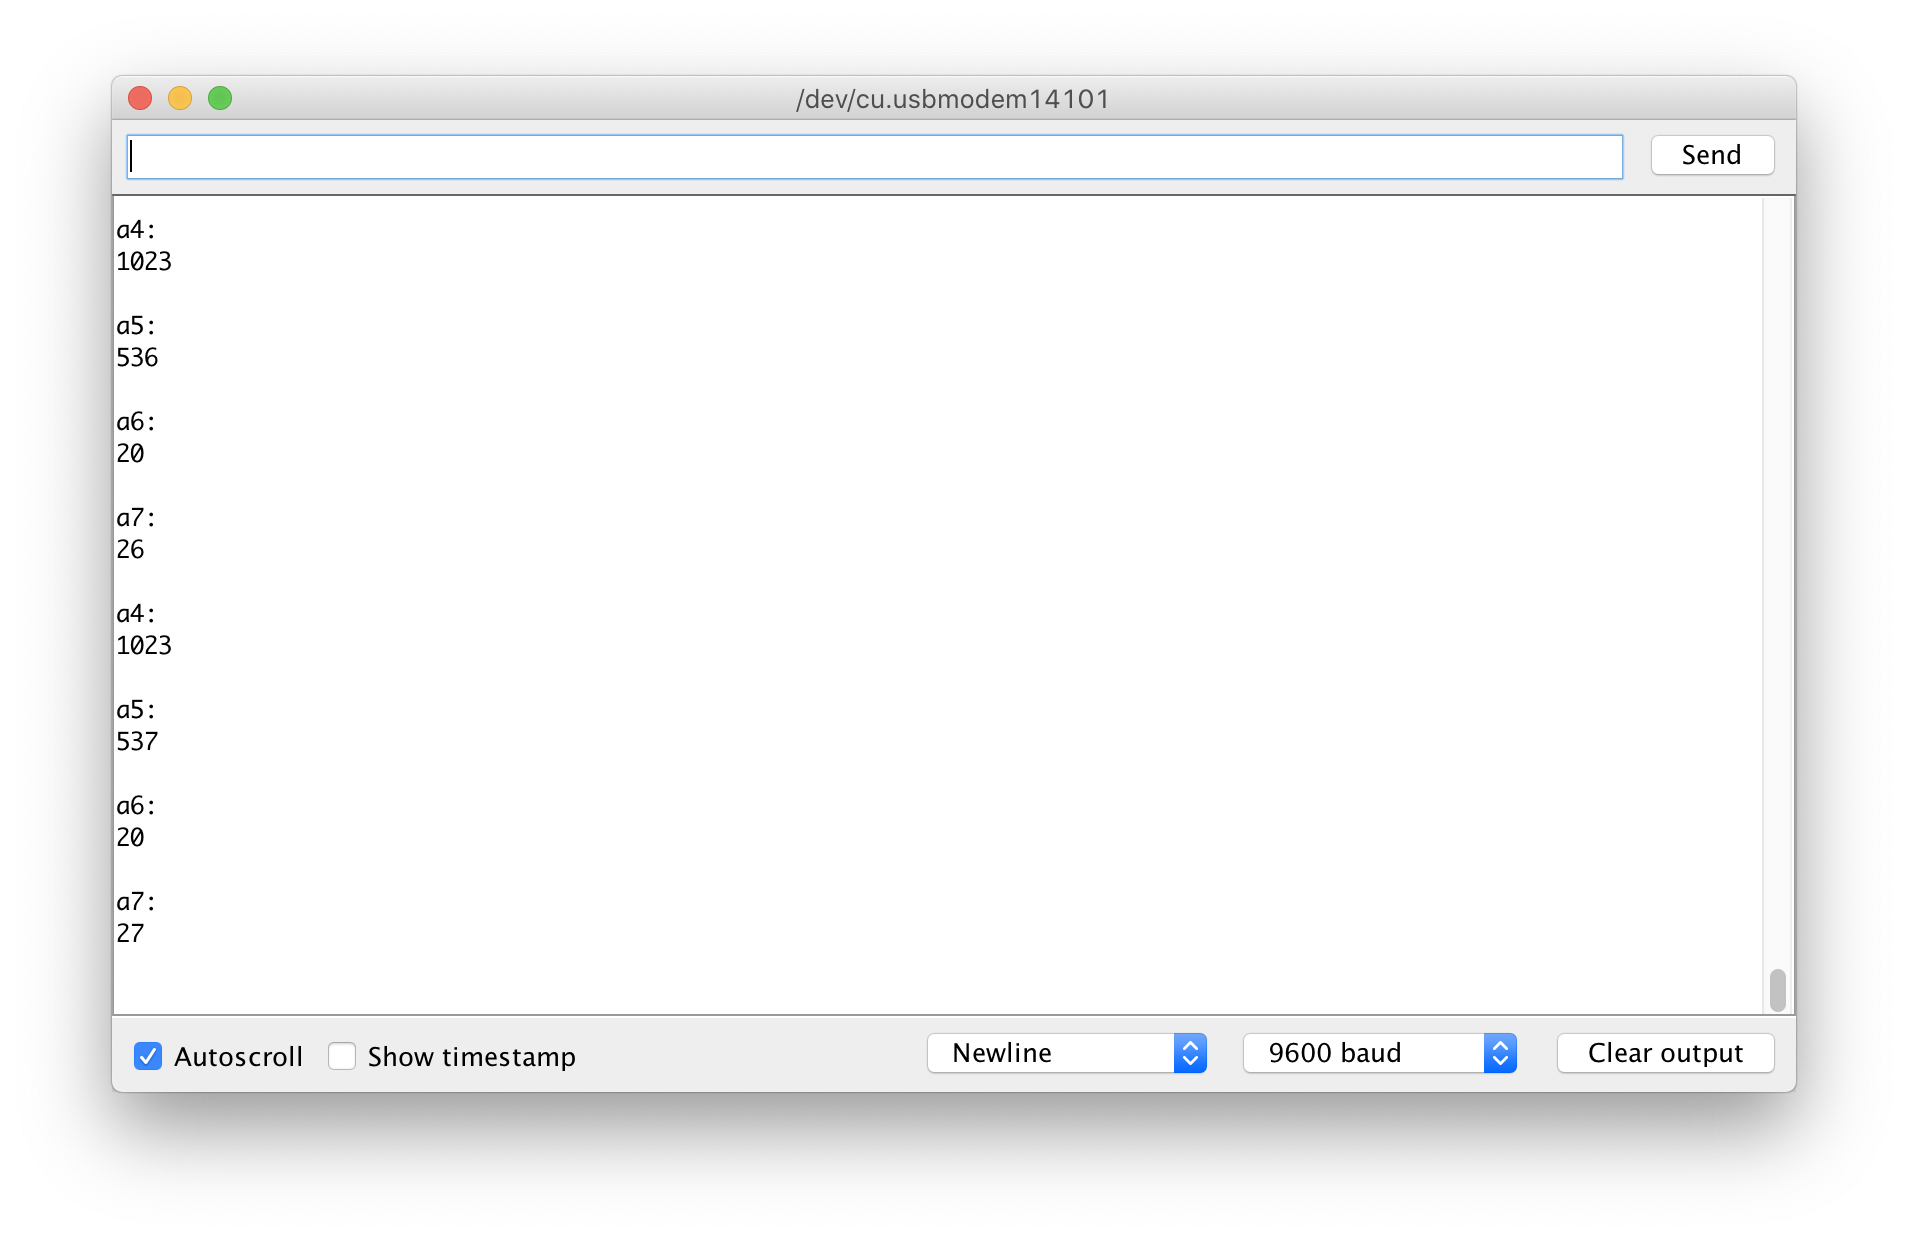 /dev/cu.usbmodem14101
Send
a4:
1023
a5:
536
a6:
20
a7:
26
a4:
1023
a5:
537
a6:
20
a7:
27
Autoscroll Show timestamp Newline 9600 baud Clear output